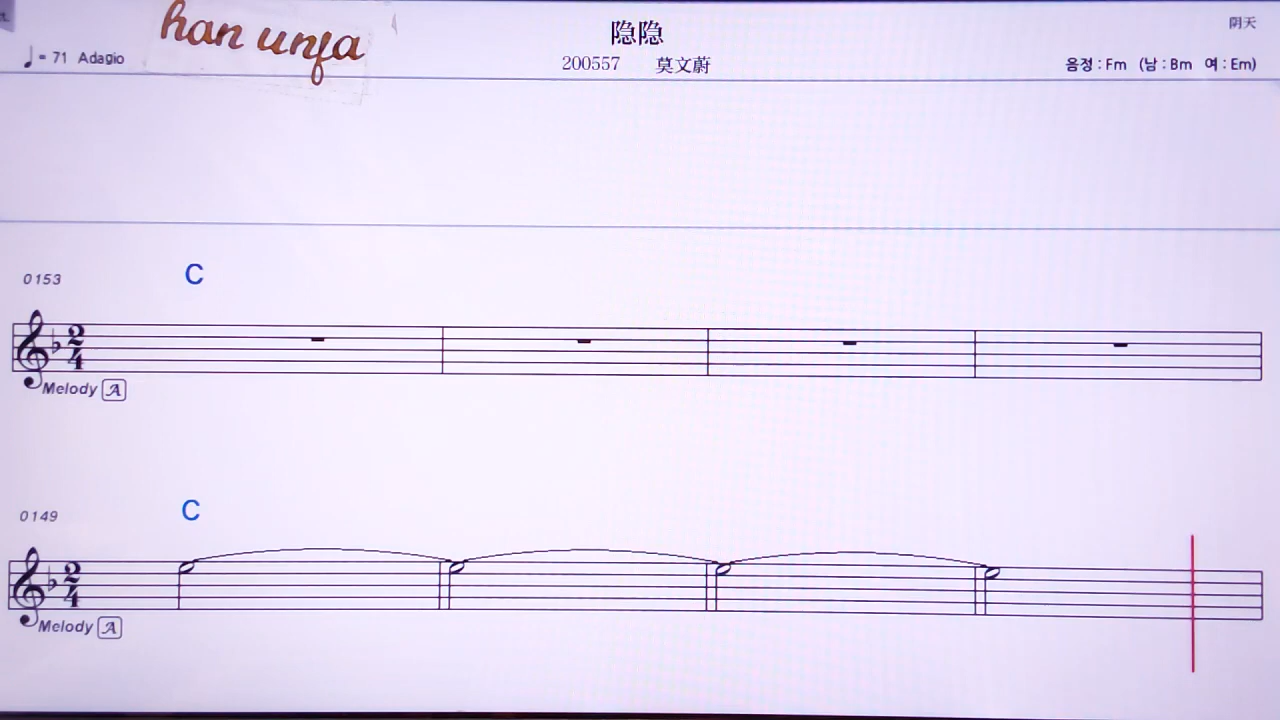 han unfa
隐隐
阴天
♩= 71 Adagio
200557 莫文蔚
음정 : Fm (남 : Bm 여 : Em)
0153
C
2
4
Melody A
0149
C
2
4
Melody A